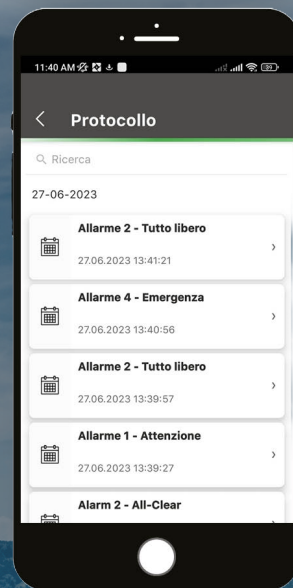 11:40 AM
Protocollo
Ricerca
27-06-2023
Allarme 2 - Tutto libero
27.06.2023 13:41:21
Allarme 4 - Emergenza
27.06.2023 13:40:56
Allarme 2 - Tutto libero
27.06.2023 13:39:57
Allarme 1 - Attenzione
27.06.2023 13:39:27
Alarm 2 - All-Clear